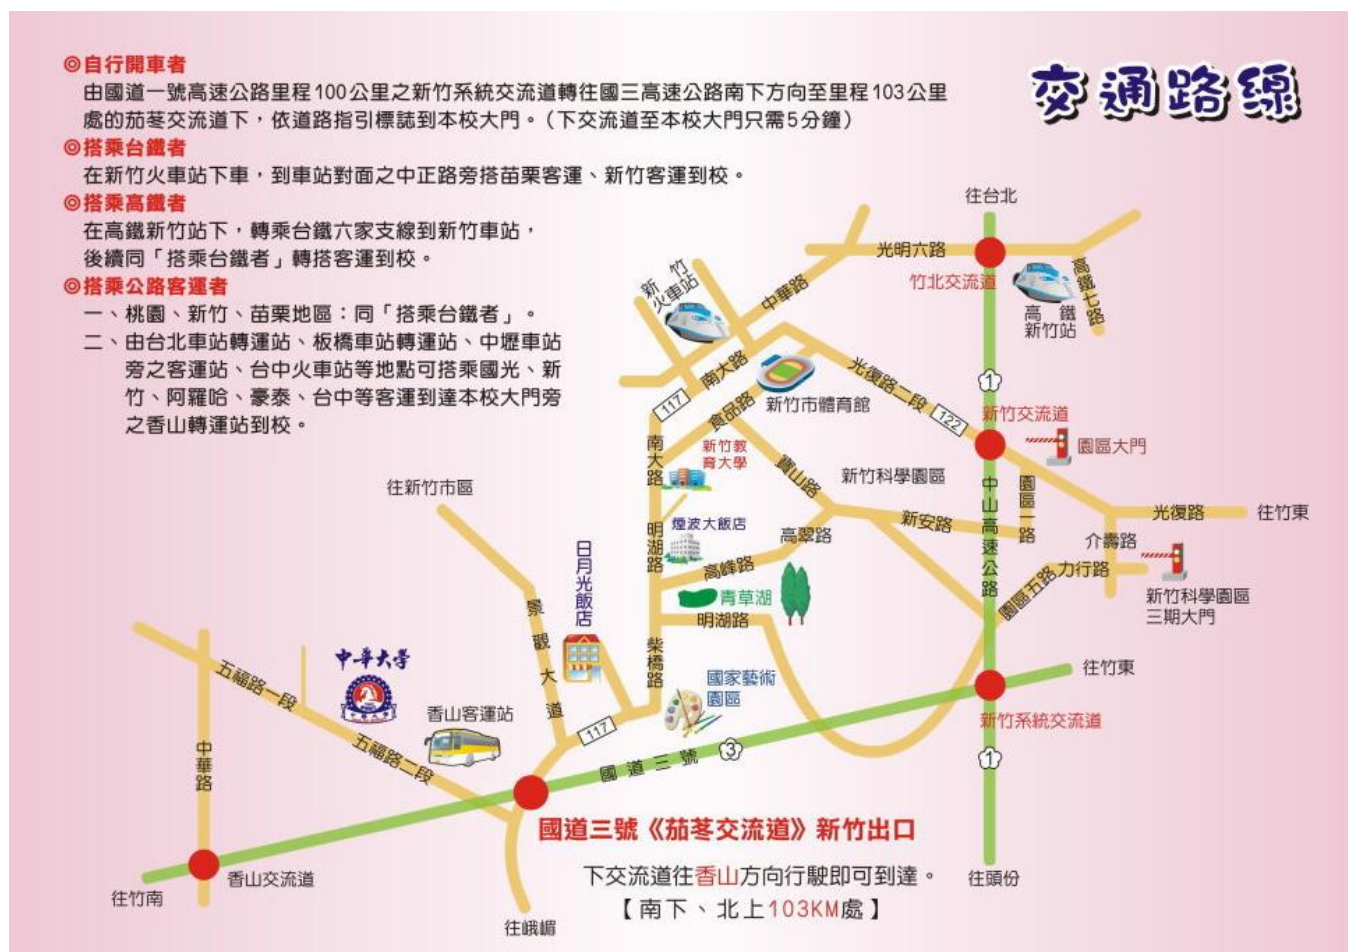 交通路線
◎自行開車者
由國道一號高速公路里程100公里之新竹系統交流道轉往國三高速公路南下方向至里程103公里
處的茄苳交流道下，依道路指引標誌到本校大門。(下交流道至本校大門只需5分鐘)
◎搭乘台鐵者
在新竹火車站下車，到車站對面之中正路旁搭苗栗客運、新竹客運到校。
◎搭乘高鐵者
在高鐵新竹站下，轉乘台鐵六家支線到新竹車站，
後續同「搭乘台鐵者」轉搭客運到校。
◎搭乘公路客運者
一、桃園、新竹、苗栗地區：同「搭乘台鐵者」。
二、由台北車站轉運站、板橋車站轉運站、中壢車站
旁之客運站、台中火車站等地點可搭乘國光、新
竹、阿羅哈、豪泰、台中等客運到達本校大門旁
之香山轉運站到校。
往台北
光明六路
竹北交流道
高鐵七路
高鐵
新竹站
新竹
火車站
中華路
南大路
117
食品路
新竹市體育館
光復路二段
122
1
新竹交流道
園區大門
南大路
新竹教
育大學
寶山路
新竹科學園區
中山高速公路
園區一路
往新竹市區
新安路
光復路
往竹東
煙波大飯店
明湖路
高翠路
介壽路
高峰路
力行路
園區五路
新竹科學園區
三期大門
日月光飯店
青草湖
明湖路
景觀大道
柴橋路
中華大學
五福路一段
國家藝術
園區
往竹東
香山客運站
117
新竹系統交流道
五福路二段
中華路
國道三號
3
1
國道三號《茄苳交流道》新竹出口
香山交流道
下交流道往香山方向行駛即可到達。
往頭份
往竹南
【南下、北上103KM處】
往峨嵋